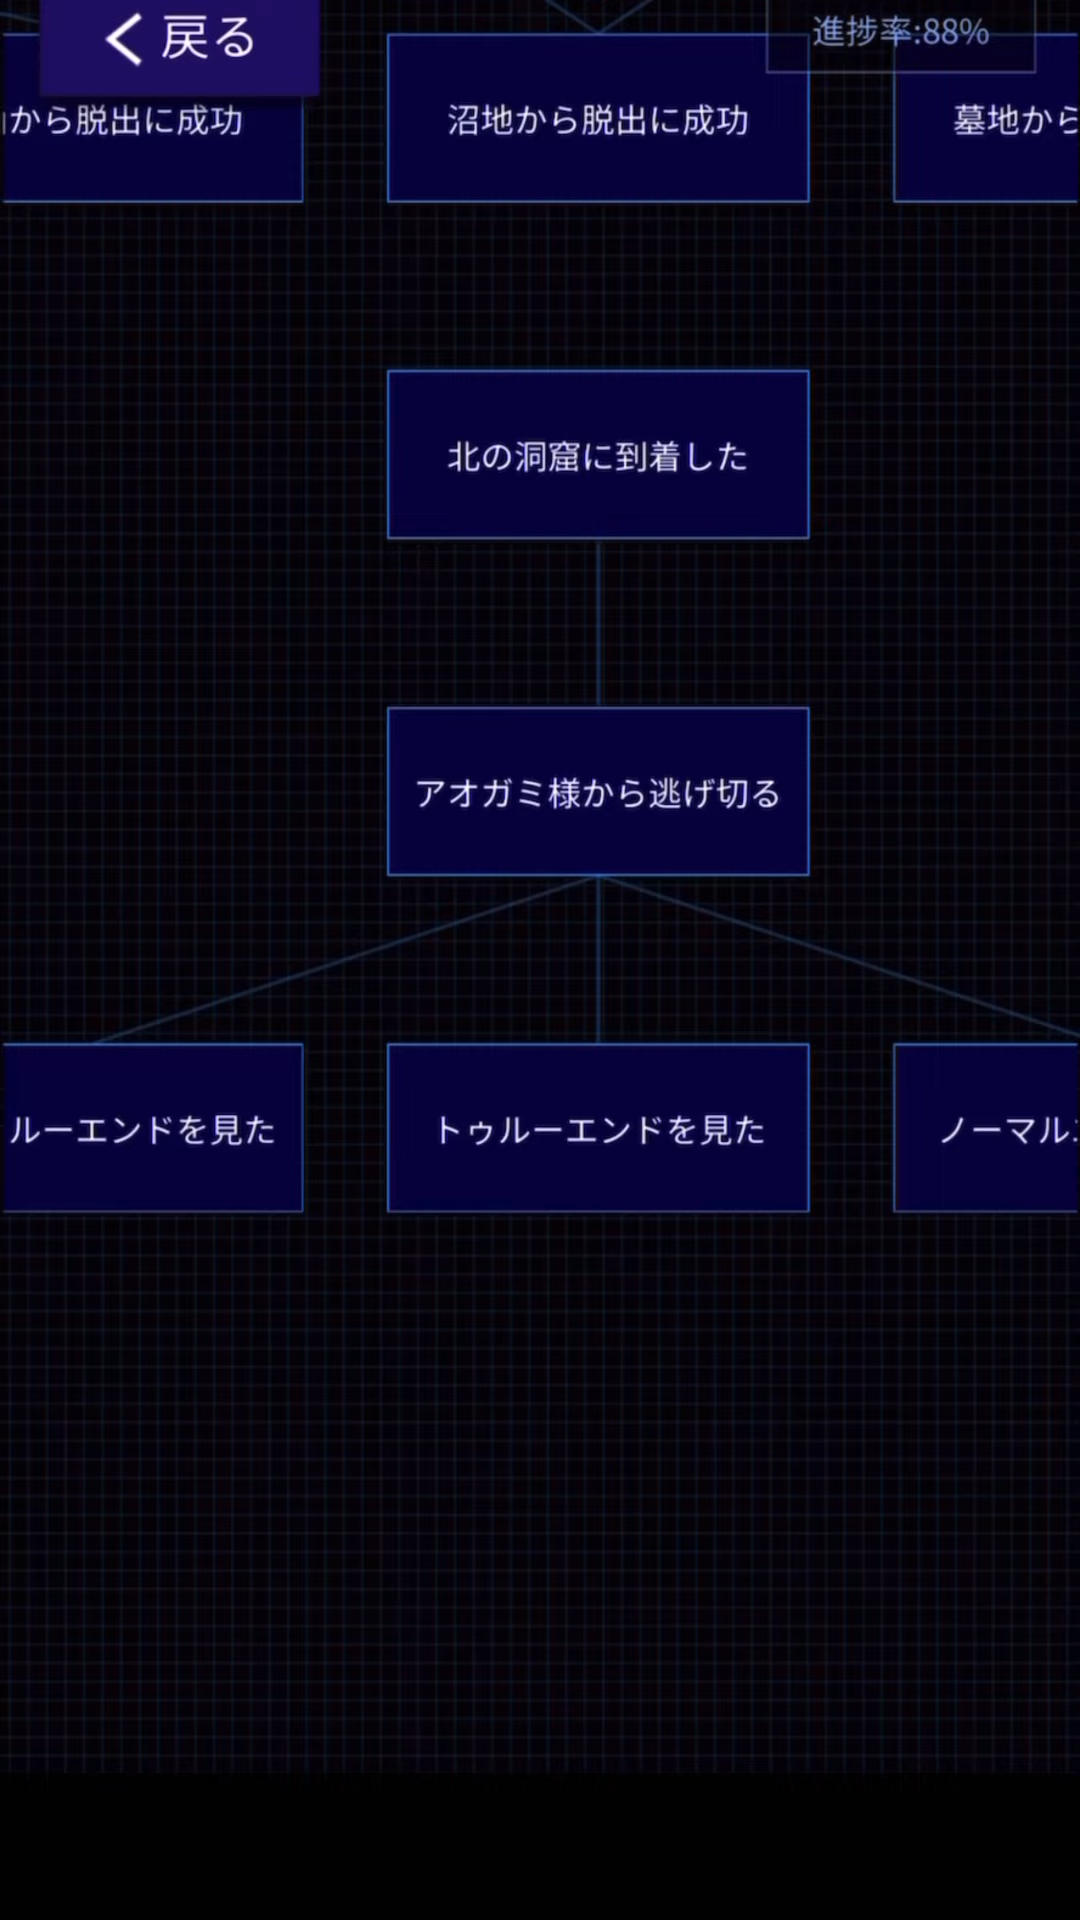 戻る
進捗率:88%
から脱出に成功
沼地から脱出に成功
墓地から
北の洞窟に到着した
アオガミ様から逃げ切る
ルーエンドを見た
トゥルーエンドを見た
ノーマル